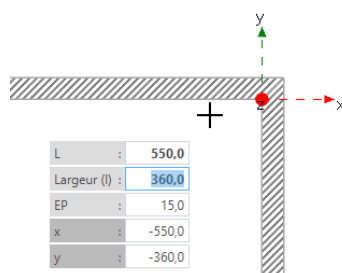 y
z
x
L : 550,0
Largeur (l) : 360,0
EP : 15,0
x : -550,0
y : -360,0